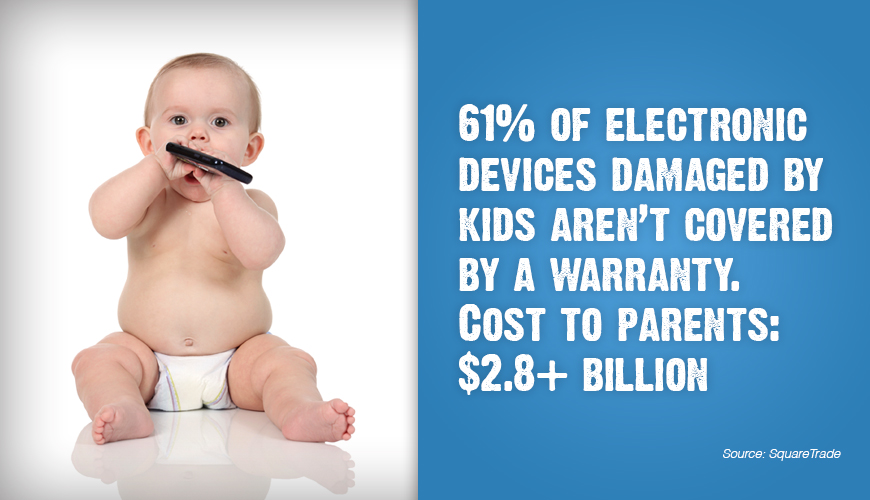 61% OF ELECTRONIC
DEVICES DAMAGED BY
KIDS AREN'T COVERED
BY A WARRANTY.
COST TO PARENTS:
$2.8+ BILLION
Source: SquareTrade